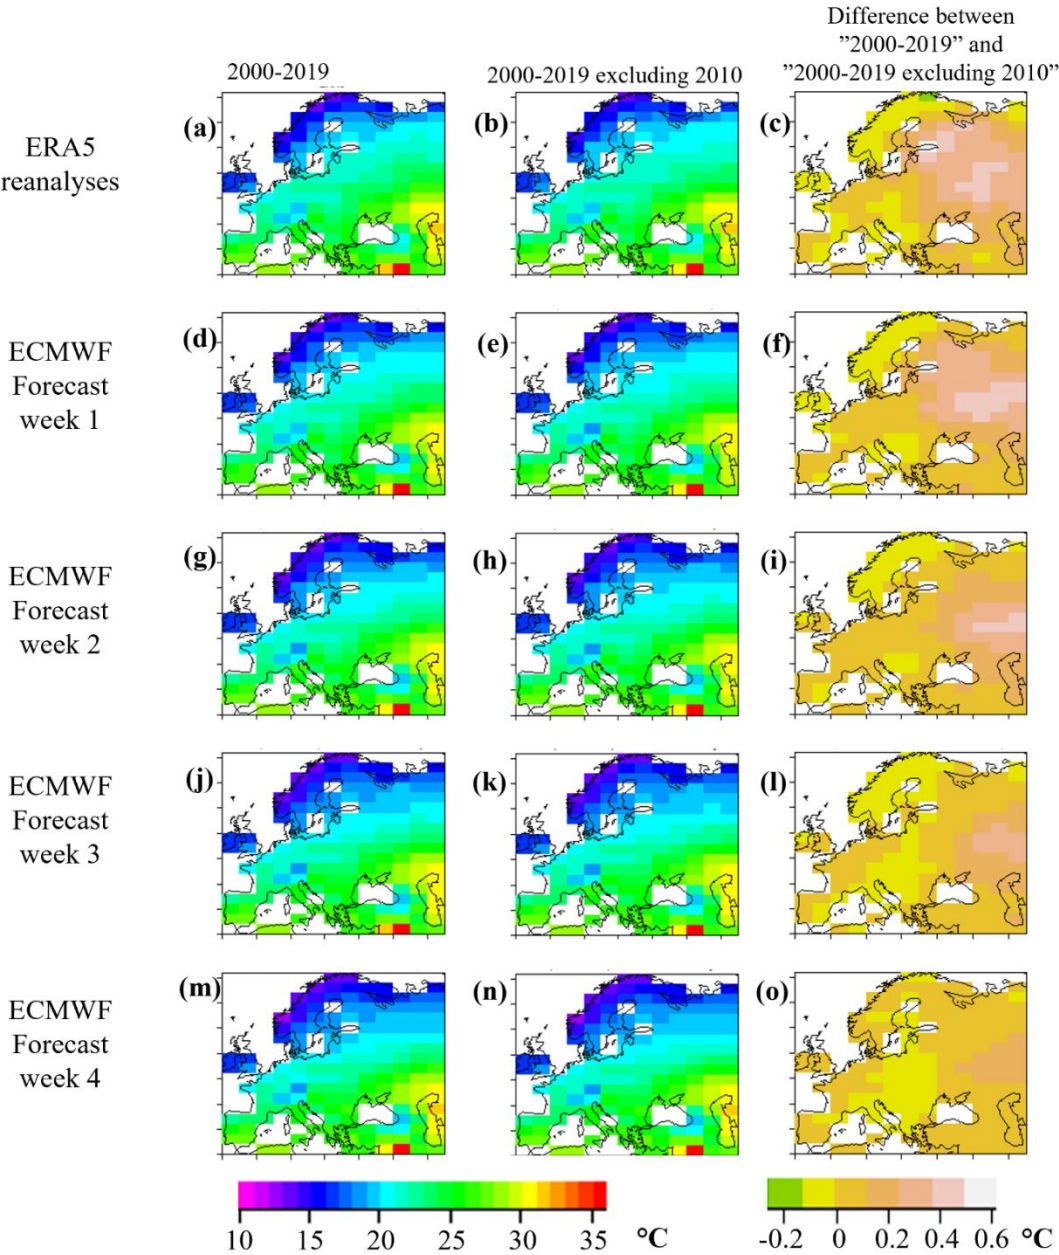 Difference between
”2000-2019” and
”2000-2019 excluding 2010”
2000-2019
2000-2019 excluding 2010
ERA5
reanalyses
(a)
(b)
(c)
ECMWF
Forecast
week 1
(d)
(e)
(f)
ECMWF
Forecast
week 2
(g)
(h)
(i)
ECMWF
Forecast
week 3
(j)
(k)
(l)
ECMWF
Forecast
week 4
(m)
(n)
(o)
10 15 20 25 30 35 °C
-0.2 0 0.2 0.4 0.6 °C